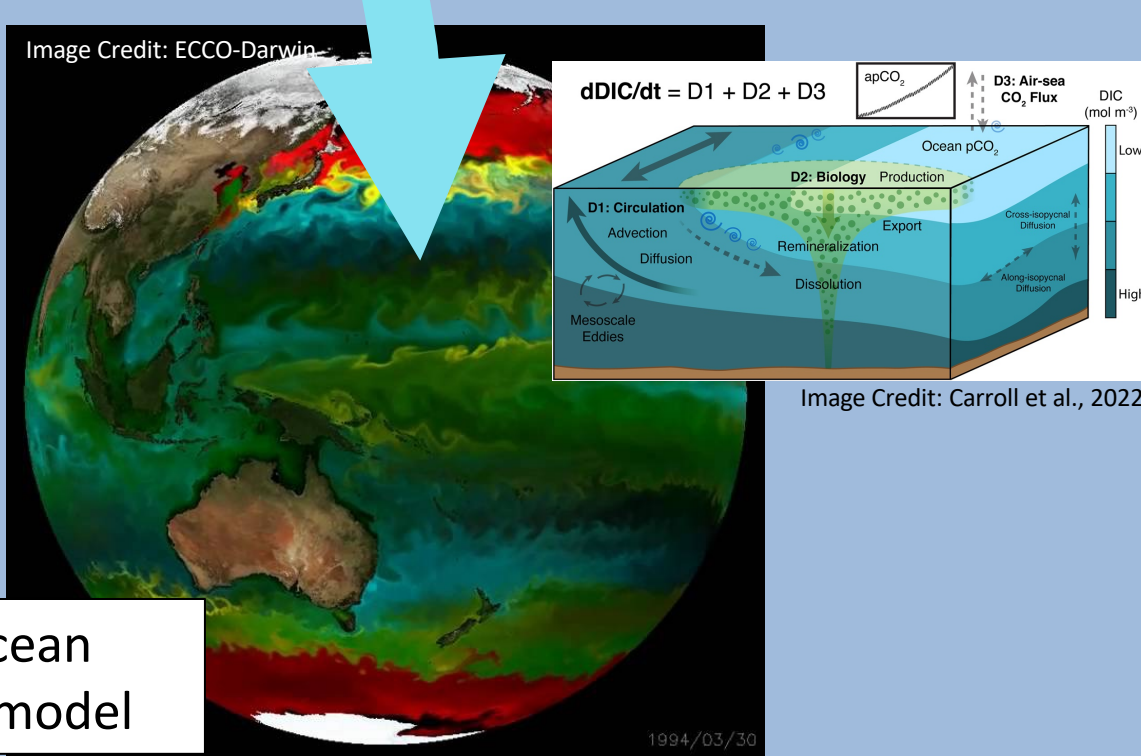 Image Credit: ECCO-Darwin
dDIC/dt = D1 + D2 + D3
apCO₂
D3: Air-sea
CO₂ Flux
DIC
(mol m⁻³)
Low
High
Ocean pCO₂
D2: Biology Production
D1: Circulation
Advection
Diffusion
Export
Remineralization
Dissolution
Cross-isopycnal
Diffusion
Along-isopycnal
Diffusion
Mesoscale
Eddies
Image Credit: Carroll et al., 2022
cean
model
1994/03/30